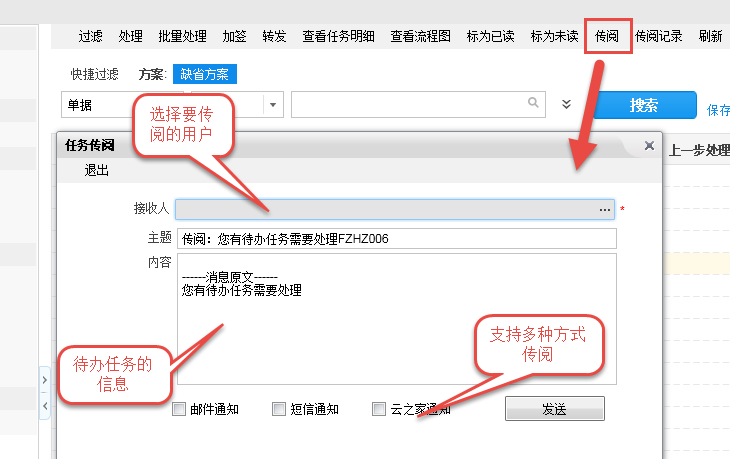 过滤 处理 批量处理 加签 转发 查看任务明细 查看流程图 标为已读 标为未读 传阅 传阅记录 刷新
快捷过滤 方案: 缺省方案
单据 搜索 保存
选择要传
阅的用户
任务传阅 上一步处理
退出
接收人 ... *
主题 传阅：您有待办任务需要处理FZHZ006
内容
------消息原文------
您有待办任务需要处理
支持多种方式
传阅
待办任务的
信息
邮件通知 短信通知 云之家通知 发送